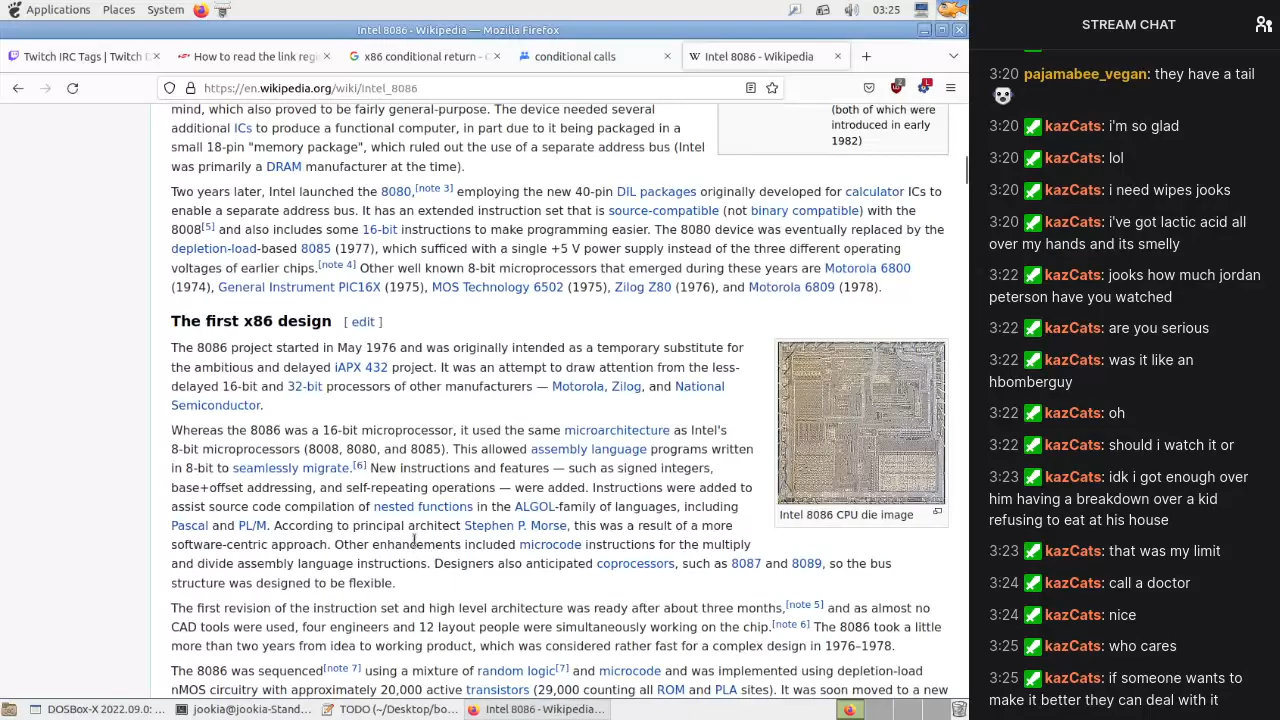 Applications Places System 03:25
Intel 8086 - Wikipedia — Mozilla Firefox
Twitch IRC Tags | Twitch D
How to read the link regi
x86 conditional return - C
conditional calls
Intel 8086 - Wikipedia
https://en.wikipedia.org/wiki/Intel_8086
mind, which also proved to be fairly general-purpose. The device needed several
additional ICs to produce a functional computer, in part due to it being packaged in a
small 18-pin "memory package", which ruled out the use of a separate address bus (Intel
was primarily a DRAM manufacturer at the time).
(both of which were
introduced in early
1982)
Two years later, Intel launched the 8080,[note 3] employing the new 40-pin DIL packages originally developed for calculator ICs to
enable a separate address bus. It has an extended instruction set that is source-compatible (not binary compatible) with the
8008[5] and also includes some 16-bit instructions to make programming easier. The 8080 device was eventually replaced by the
depletion-load-based 8085 (1977), which sufficed with a single +5 V power supply instead of the three different operating
voltages of earlier chips.[note 4] Other well known 8-bit microprocessors that emerged during these years are Motorola 6800
(1974), General Instrument PIC16X (1975), MOS Technology 6502 (1975), Zilog Z80 (1976), and Motorola 6809 (1978).
The first x86 design [ edit ]
The 8086 project started in May 1976 and was originally intended as a temporary substitute for
the ambitious and delayed iAPX 432 project. It was an attempt to draw attention from the less-
delayed 16-bit and 32-bit processors of other manufacturers — Motorola, Zilog, and National
Semiconductor.
Whereas the 8086 was a 16-bit microprocessor, it used the same microarchitecture as Intel's
8-bit microprocessors (8008, 8080, and 8085). This allowed assembly language programs written
in 8-bit to seamlessly migrate.[6] New instructions and features — such as signed integers,
base+offset addressing, and self-repeating operations — were added. Instructions were added to
assist source code compilation of nested functions in the ALGOL-family of languages, including
Pascal and PL/M. According to principal architect Stephen P. Morse, this was a result of a more
software-centric approach. Other enhancements included microcode instructions for the multiply
and divide assembly language instructions. Designers also anticipated coprocessors, such as 8087 and 8089, so the bus
structure was designed to be flexible.
Intel 8086 CPU die image
The first revision of the instruction set and high level architecture was ready after about three months,[note 5] and as almost no
CAD tools were used, four engineers and 12 layout people were simultaneously working on the chip.[note 6] The 8086 took a little
more than two years from idea to working product, which was considered rather fast for a complex design in 1976–1978.
The 8086 was sequenced[note 7] using a mixture of random logic[7] and microcode and was implemented using depletion-load
nMOS circuitry with approximately 20,000 active transistors (29,000 counting all ROM and PLA sites). It was soon moved to a new
DOSBox-X 2022.09.0: ...
jookia@jookia-Stand...
TODO (~/Desktop/bo...
Intel 8086 - Wikipedia...
STREAM CHAT
3:20 pajamabee_vegan: they have a tail
3:20 kazCats: i'm so glad
3:20 kazCats: lol
3:20 kazCats: i need wipes jooks
3:20 kazCats: i've got lactic acid all
over my hands and its smelly
3:22 kazCats: jooks how much jordan
peterson have you watched
3:22 kazCats: are you serious
3:22 kazCats: was it like an
hbomberguy
3:22 kazCats: oh
3:22 kazCats: should i watch it or
3:23 kazCats: idk i got enough over
him having a breakdown over a kid
refusing to eat at his house
3:23 kazCats: that was my limit
3:24 kazCats: call a doctor
3:24 kazCats: nice
3:25 kazCats: who cares
3:25 kazCats: if someone wants to
make it better they can deal with it